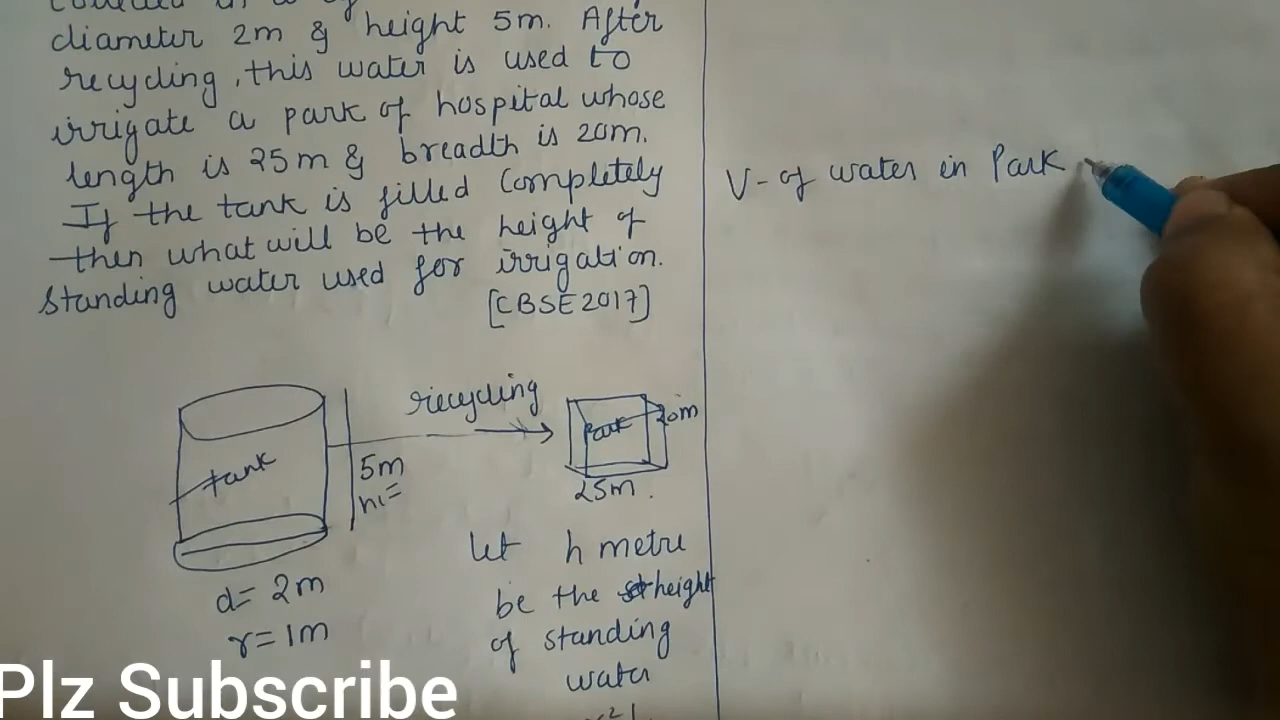 diameter 2m & height 5m. After
recycling, this water is used to
irrigate a park of hospital whose
length is 25m & breadth is 20m.
If the tank is filled Completely
then what will be the height of
standing water used for irrigation.
[CBSE2017]
tank
5m
h1=
d= 2m
r=1m
recycling
Park
20m
25m.
let h metre
be the height
of standing
water
V-of water in Park
Plz Subscribe